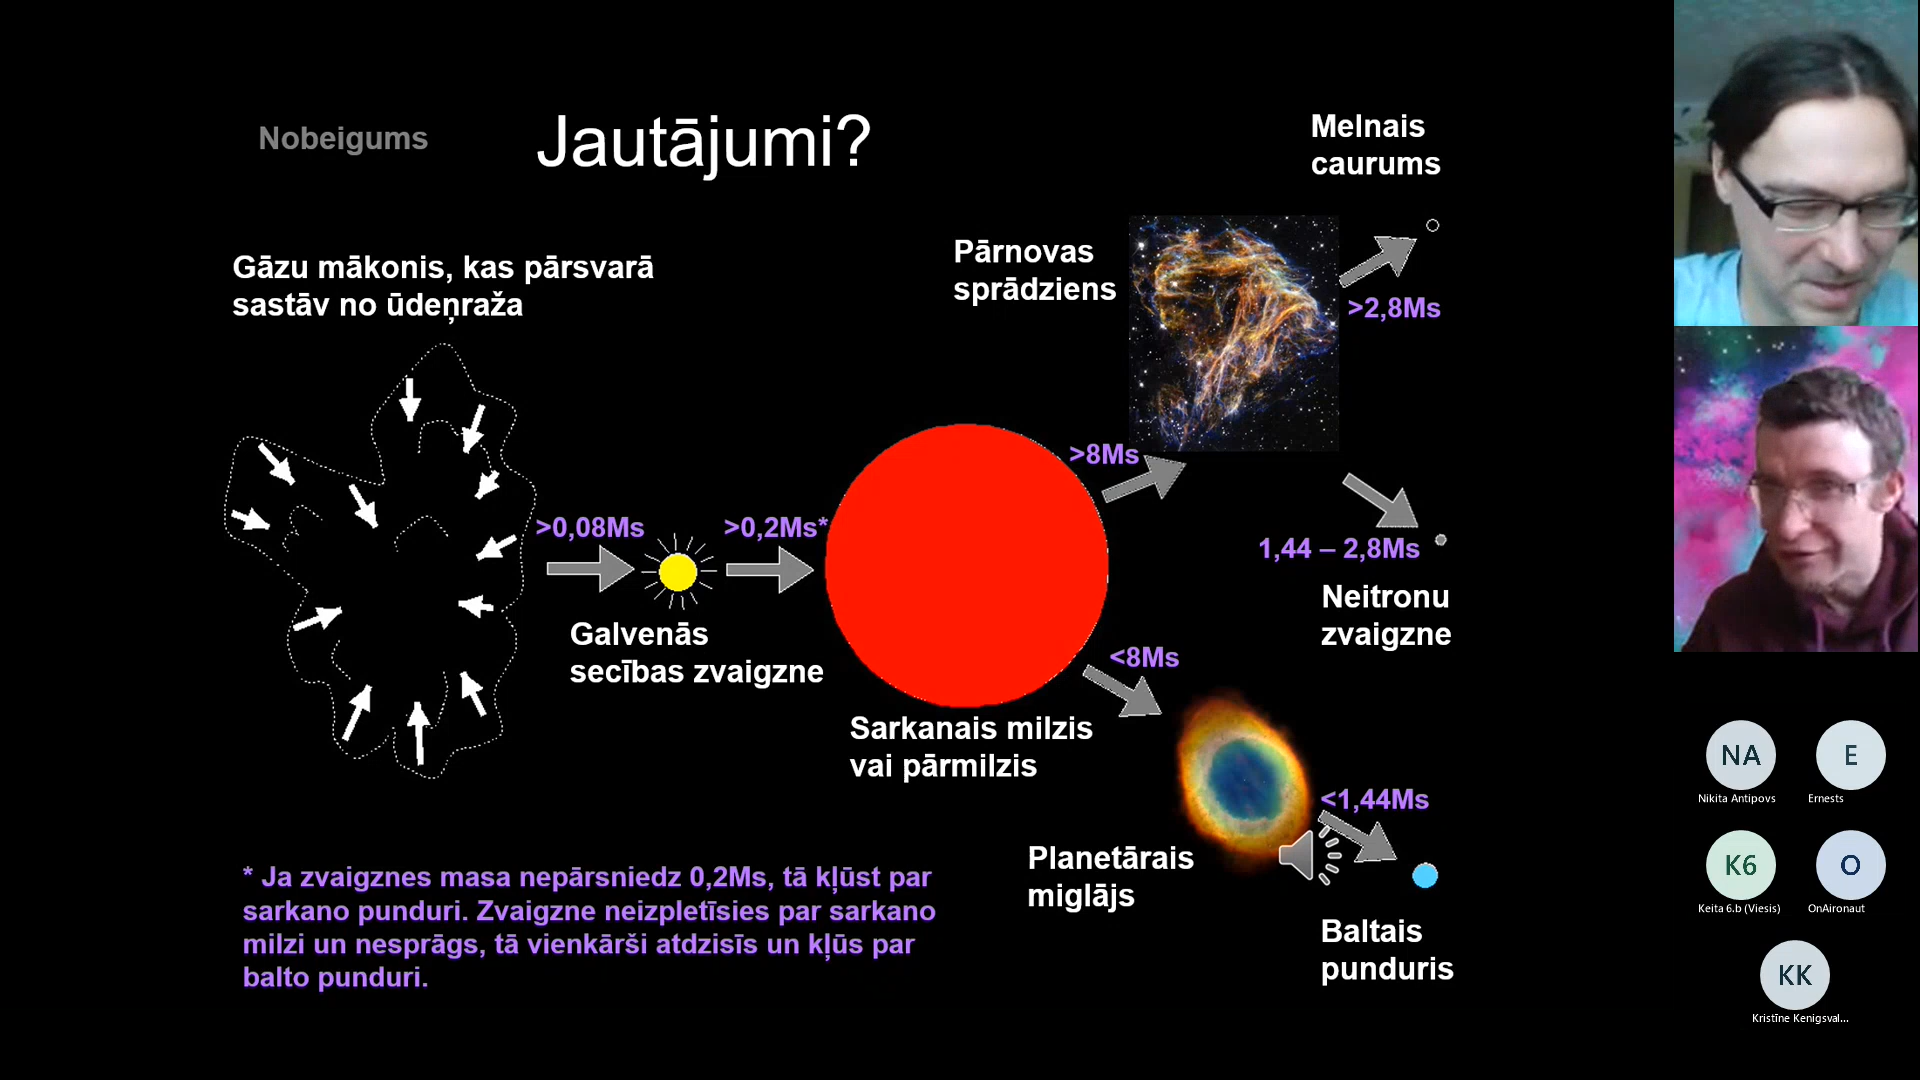 Nobeigums
Jautājumi?
Melnais
caurums
Gāzu mākonis, kas pārsvarā
sastāv no ūdeņraža
Pārnovas
sprādziens
>2,8Ms
>8Ms
>0,08Ms
>0,2Ms*
1,44 – 2,8Ms
Neitronu
zvaigzne
Galvenās
secības zvaigzne
<8Ms
Sarkanais milzis
vai pārmilzis
<1,44Ms
Planetārais
miglājs
Baltais
punduris
* Ja zvaigznes masa nepārsniedz 0,2Ms, tā kļūst par
sarkano punduri. Zvaigzne neizpletīsies par sarkano
milzi un nesprāgs, tā vienkārši atdzisīs un kļūs par
balto punduri.
NA
Nikita Antipovs
E
Ernests
K6
Keita 6.b (Viesis)
O
OnAironaut
KK
Kristīne Kenigsval...